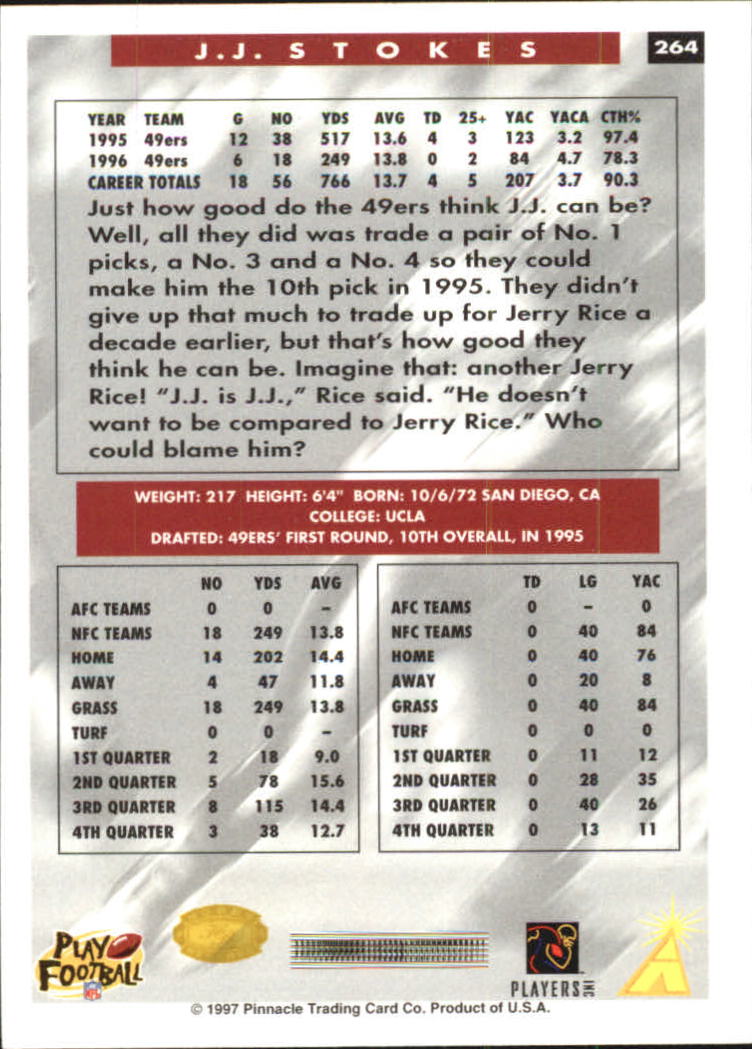 J.J. STOKES
264
YEAR TEAM G NO YDS AVG TD 25+ YAC YACA CTH%
1995 49ers 12 38 517 13.6 4 3 123 3.2 97.4
1996 49ers 6 18 249 13.8 0 2 84 4.7 78.3
CAREER TOTALS 18 56 766 13.7 4 5 207 3.7 90.3
Just how good do the 49ers think J.J. can be?
Well, all they did was trade a pair of No. 1
picks, a No. 3 and a No. 4 so they could
make him the 10th pick in 1995. They didn't
give up that much to trade up for Jerry Rice a
decade earlier, but that's how good they
think he can be. Imagine that: another Jerry
Rice! "J.J. is J.J.," Rice said. "He doesn't
want to be compared to Jerry Rice." Who
could blame him?
WEIGHT: 217 HEIGHT: 6'4" BORN: 10/6/72 SAN DIEGO, CA
COLLEGE: UCLA
DRAFTED: 49ERS' FIRST ROUND, 10TH OVERALL, IN 1995
NO YDS AVG
AFC TEAMS 0 0 –
NFC TEAMS 18 249 13.8
HOME 14 202 14.4
AWAY 4 47 11.8
GRASS 18 249 13.8
TURF 0 0 –
1ST QUARTER 2 18 9.0
2ND QUARTER 5 78 15.6
3RD QUARTER 8 115 14.4
4TH QUARTER 3 38 12.7
TD LG YAC
AFC TEAMS 0 – 0
NFC TEAMS 0 40 84
HOME 0 40 76
AWAY 0 20 8
GRASS 0 40 84
TURF 0 0 0
1ST QUARTER 0 11 12
2ND QUARTER 0 28 35
3RD QUARTER 0 40 26
4TH QUARTER 0 13 11
PLAY
FOOTBALL
NFL
PLAYERS INC
© 1997 Pinnacle Trading Card Co. Product of U.S.A.